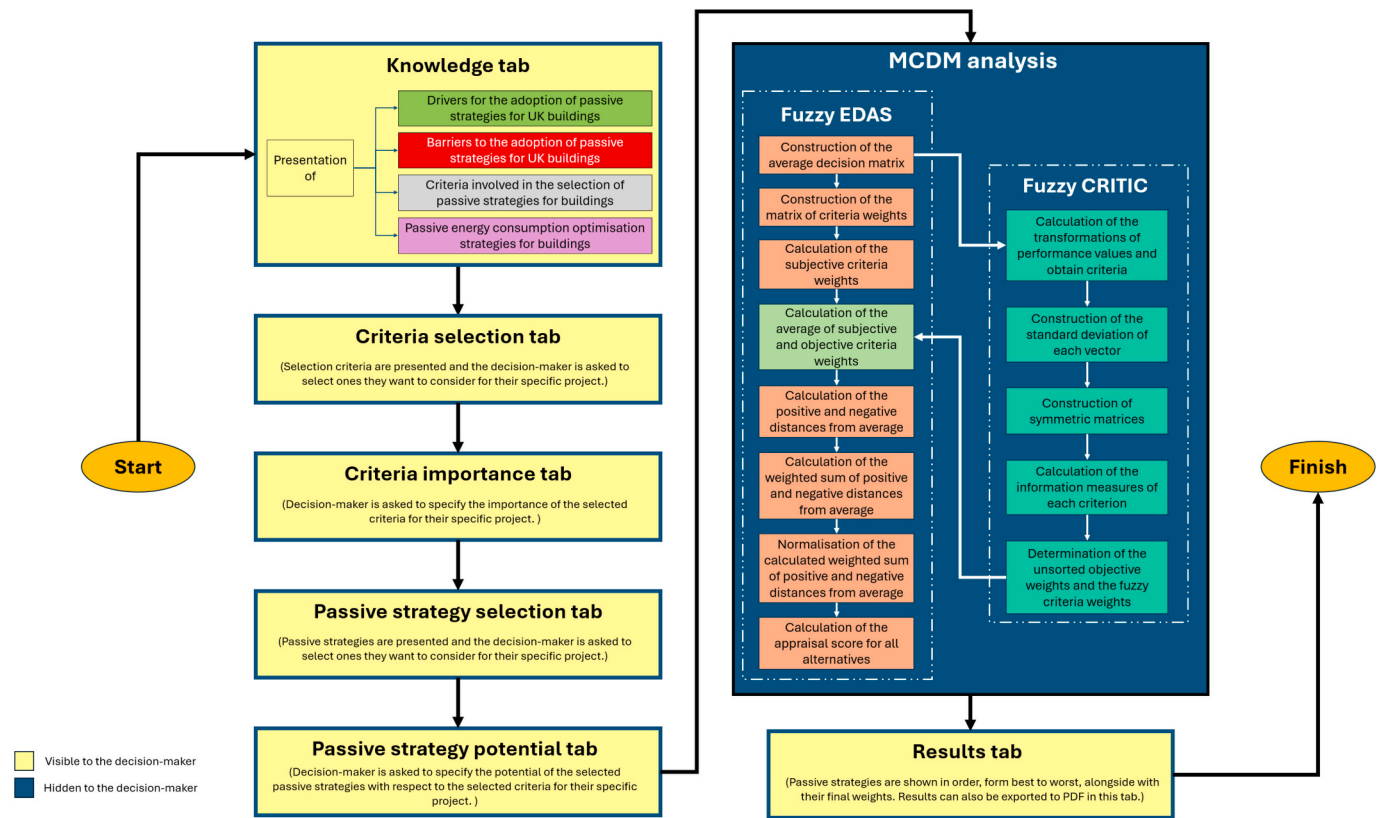 Knowledge tab
Presentation
of
Drivers for the adoption of passive
strategies for UK buildings
Barriers to the adoption of passive
strategies for UK buildings
Criteria involved in the selection of
passive strategies for buildings
Passive energy consumption optimisation
strategies for buildings
Criteria selection tab
(Selection criteria are presented and the decision-maker is asked to
select ones they want to consider for their specific project.)
Start
Criteria importance tab
(Decision-maker is asked to specify the importance of the selected
criteria for their specific project. )
Passive strategy selection tab
(Passive strategies are presented and the decision-maker is asked to
select ones they want to consider for their specific project.)
Passive strategy potential tab
(Decision-maker is asked to specify the potential of the selected
passive strategies with respect to the selected criteria for their specific
project. )
Visible to the decision-maker
Hidden to the decision-maker
MCDM analysis
Fuzzy EDAS
Construction of the
average decision matrix
Construction of the
matrix of criteria weights
Calculation of the
subjective criteria
weights
Calculation of the
average of subjective
and objective criteria
weights
Calculation of the
positive and negative
distances from average
Calculation of the
weighted sum of positive
and negative distances
from average
Normalisation of the
calculated weighted sum
of positive and negative
distances from average
Calculation of the
appraisal score for all
alternatives
Fuzzy CRITIC
Calculation of the
transformations of
performance values and
obtain criteria
Construction of the
standard deviation of
each vector
Construction of
symmetric matrices
Calculation of the
information measures
of each criterion
Determination of the
unsorted objective
weights and the fuzzy
criteria weights
Results tab
(Passive strategies are shown in order, form best to worst, alongside with
their final weights. Results can also be exported to PDF in this tab.)
Finish